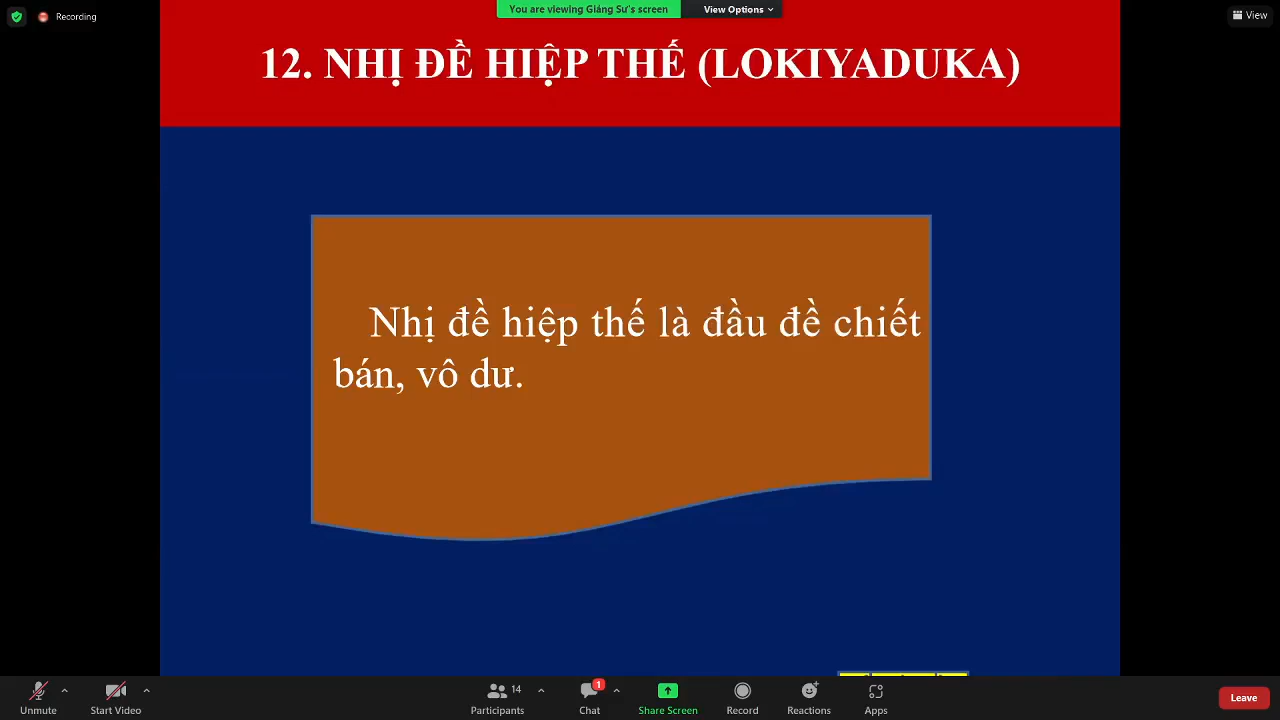 Recording
You are viewing Giảng Sư's screen
View Options
View
12. NHỊ ĐỀ HIỆP THẾ (LOKIYADUKA)
Nhị đề hiệp thế là đầu đề chiết
bán, vô dư.
Unmute
Start Video
14
Participants
1
Chat
Share Screen
Record
Reactions
Apps
Leave